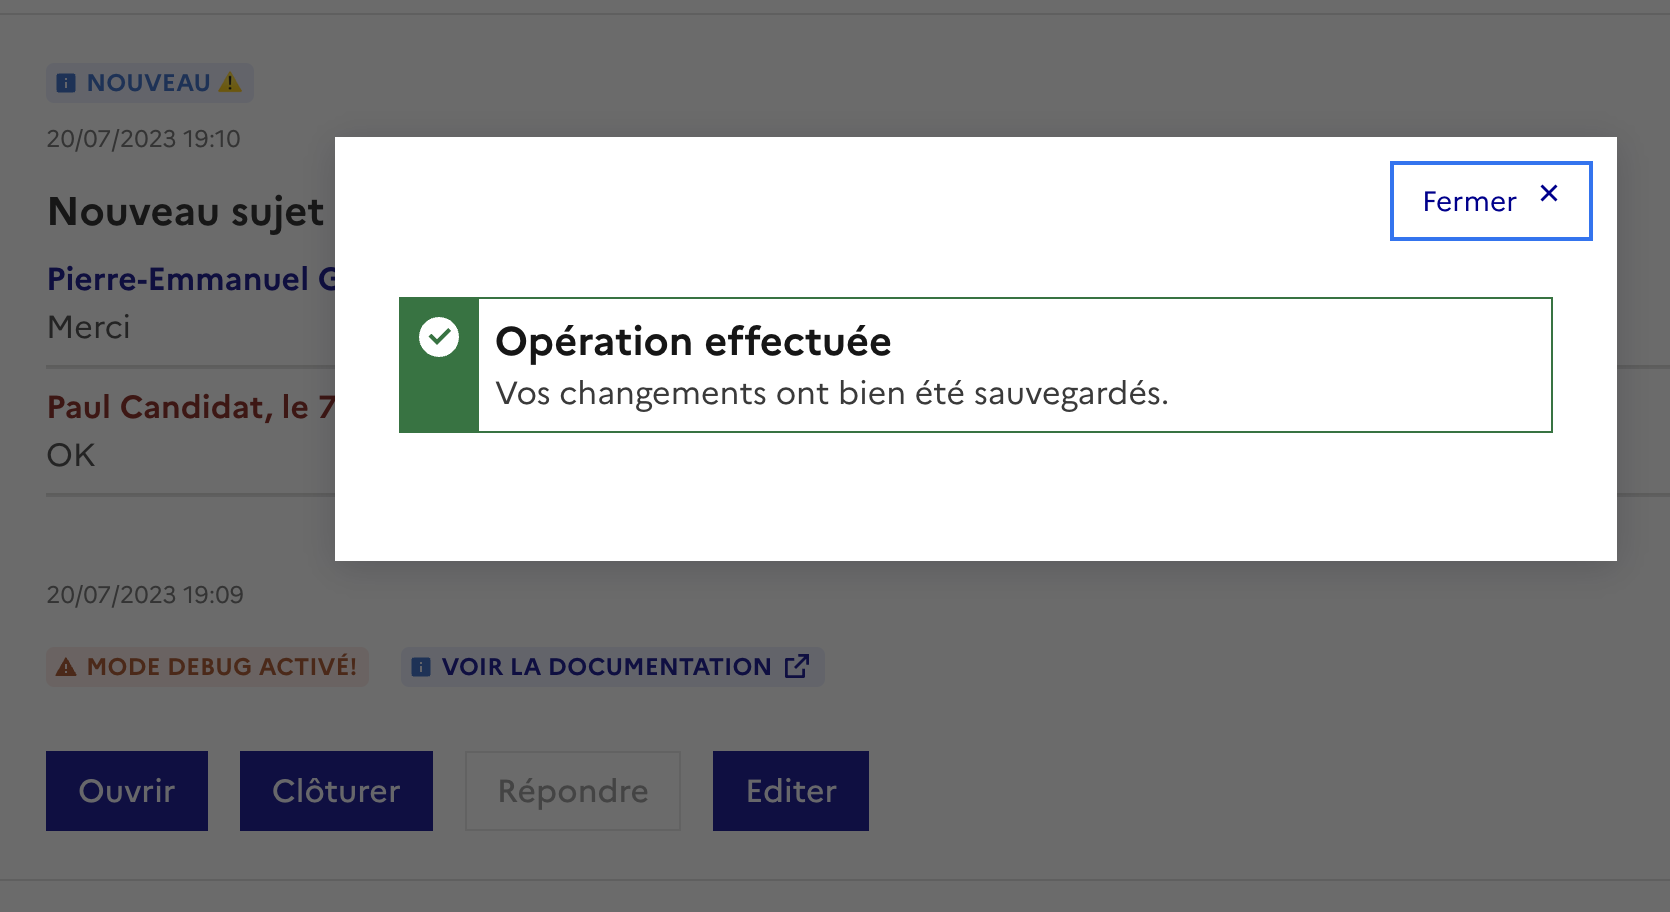 NOUVEAU ⚠️
20/07/2023 19:10
Fermer ✕
Nouveau sujet
Pierre-Emmanuel
Merci
Opération effectuée
Vos changements ont bien été sauvegardés.
Paul Candidat, le 7
OK
20/07/2023 19:09
MODE DEBUG ACTIVÉ!
VOIR LA DOCUMENTATION
Ouvrir
Clôturer
Répondre
Editer